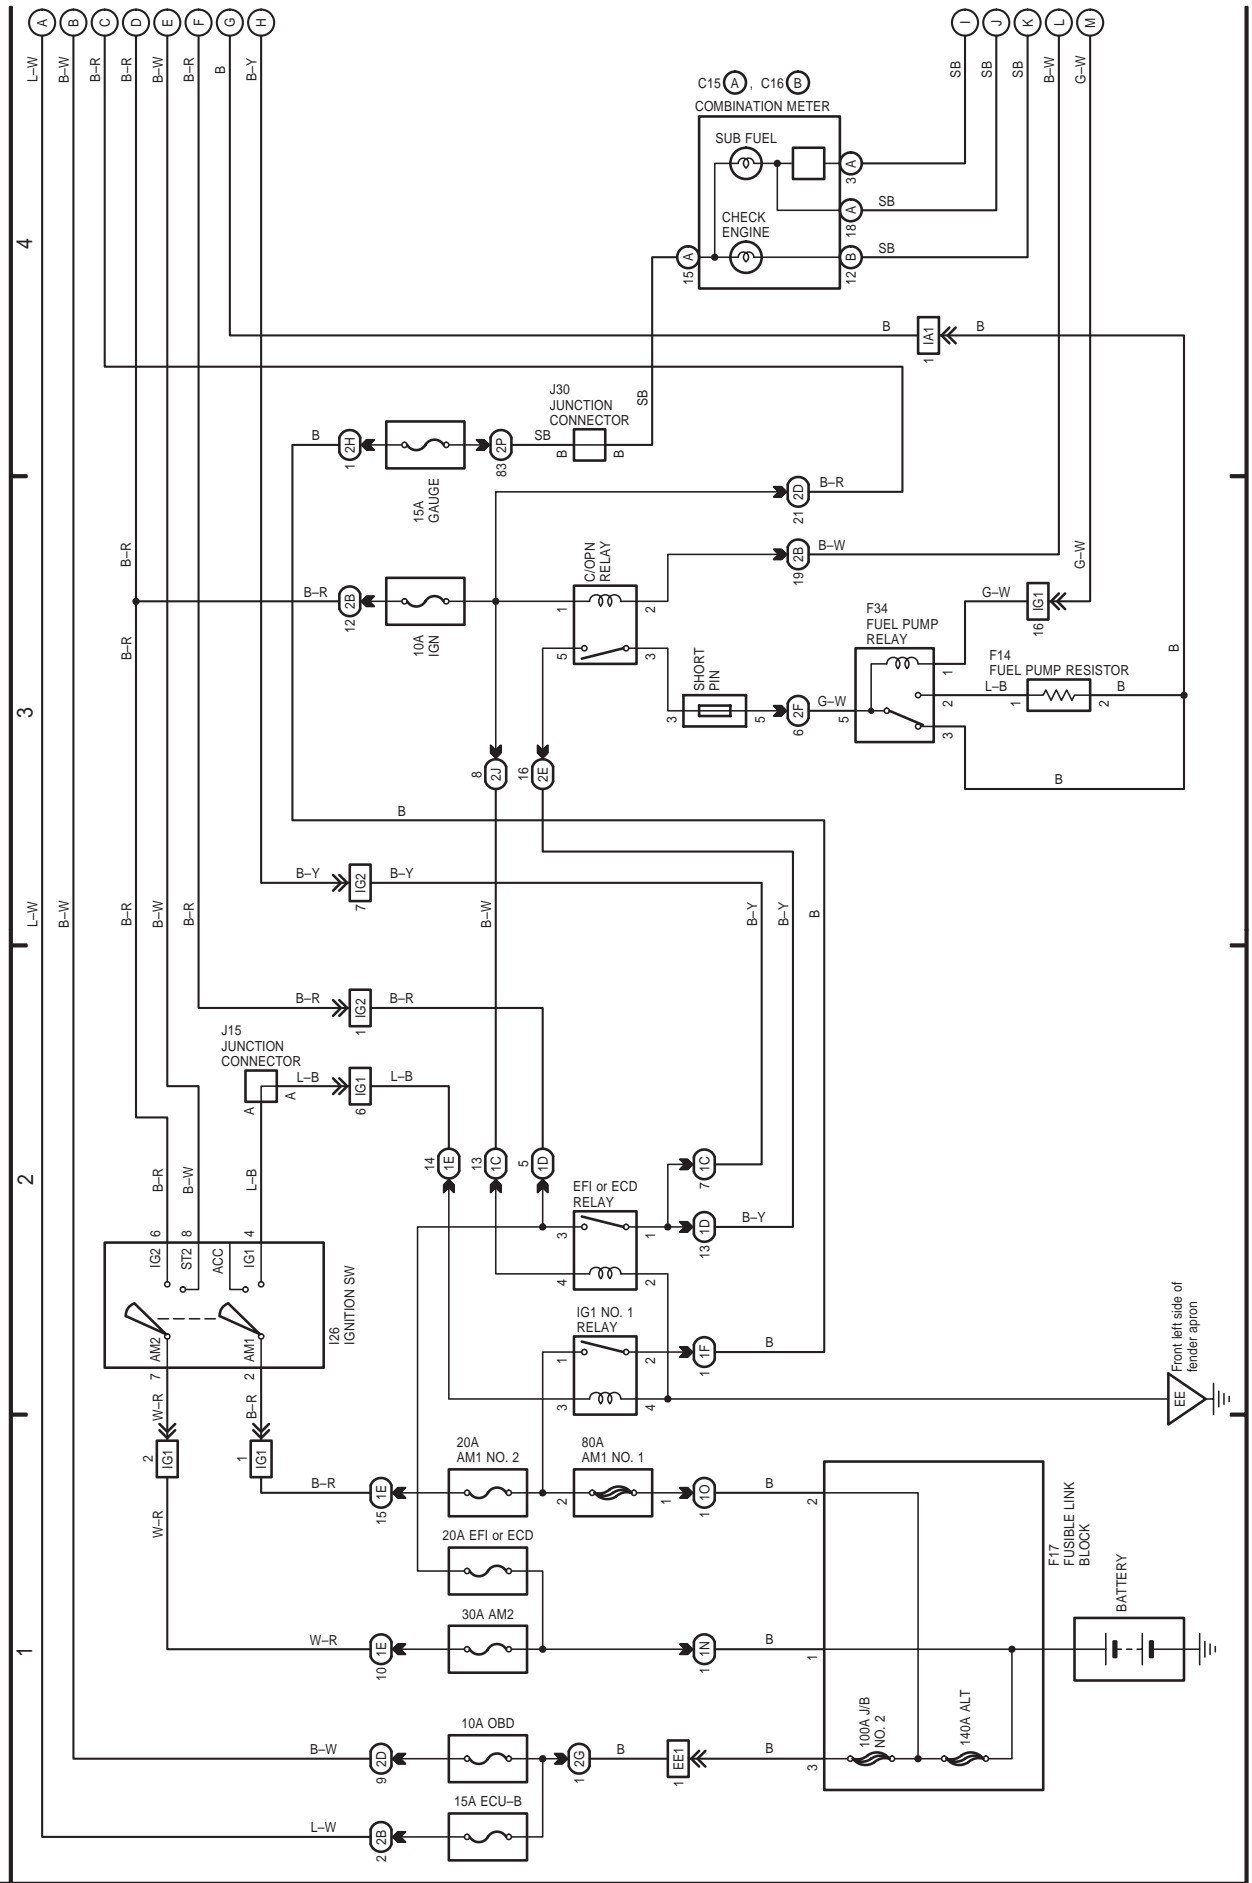 A
B
C
D
E
F
G
H
I
J
K
L
M
L–W
B–W
B–R
B–R
B–W
B–R
B
B–Y
SB
SB
SB
B–W
G–W
C15 A , C16 B
COMBINATION METER
SUB FUEL
3 A
18 A
SB
CHECK
ENGINE
15 A
12 B
SB
4
B
IA1
1
B
J30
JUNCTION
CONNECTOR
SB
B
2H
1
15A
GAUGE
2P
83
SB
B
B
2D
21
B–R
B–R
B–R
2B
12
10A
IGN
C/OPN
RELAY
1
2
5
3
2B
19
B–W
G–W
G–W
IG1
16
F34
FUEL PUMP
RELAY
1
2
3
5
F14
FUEL PUMP RESISTOR
L–B
1
2
B
B
B–R
SHORT
PIN
3
5
2F
6
G–W
3
8
2J
16
2E
B
B
L–W
B–W
B–R
B–W
B–R
B–Y
IG2
7
B–Y
B–W
B–Y
B–Y
B
B–R
IG2
1
B–R
J15
JUNCTION
CONNECTOR
A
A
L–B
IG1
6
L–B
2
B–R
B–W
L–B
14
1E
13
1C
5
1D
EFI or ECD
RELAY
3
1
4
2
1C
7
1D
13
B–Y
6
8
4
IG2
ST2
ACC
IG1
AM2
AM1
I26
IGNITION SW
7
2
W–R
B–R
IG1 NO. 1
RELAY
1
2
3
4
1F
1
B
EE
Front left side of
fender apron
2
IG1
1
IG1
B–R
1E
15
20A
AM1 NO. 2
80A
AM1 NO. 1
2
1
1O
1
B
2
W–R
20A EFI or ECD
F17
FUSIBLE LINK
BLOCK
1
W–R
1E
10
30A AM2
1N
1
B
1
BATTERY
B–W
2D
9
10A OBD
2G
1
B
EE1
1
B
3
100A J/B
NO. 2
140A ALT
L–W
2B
2
15A ECU–B